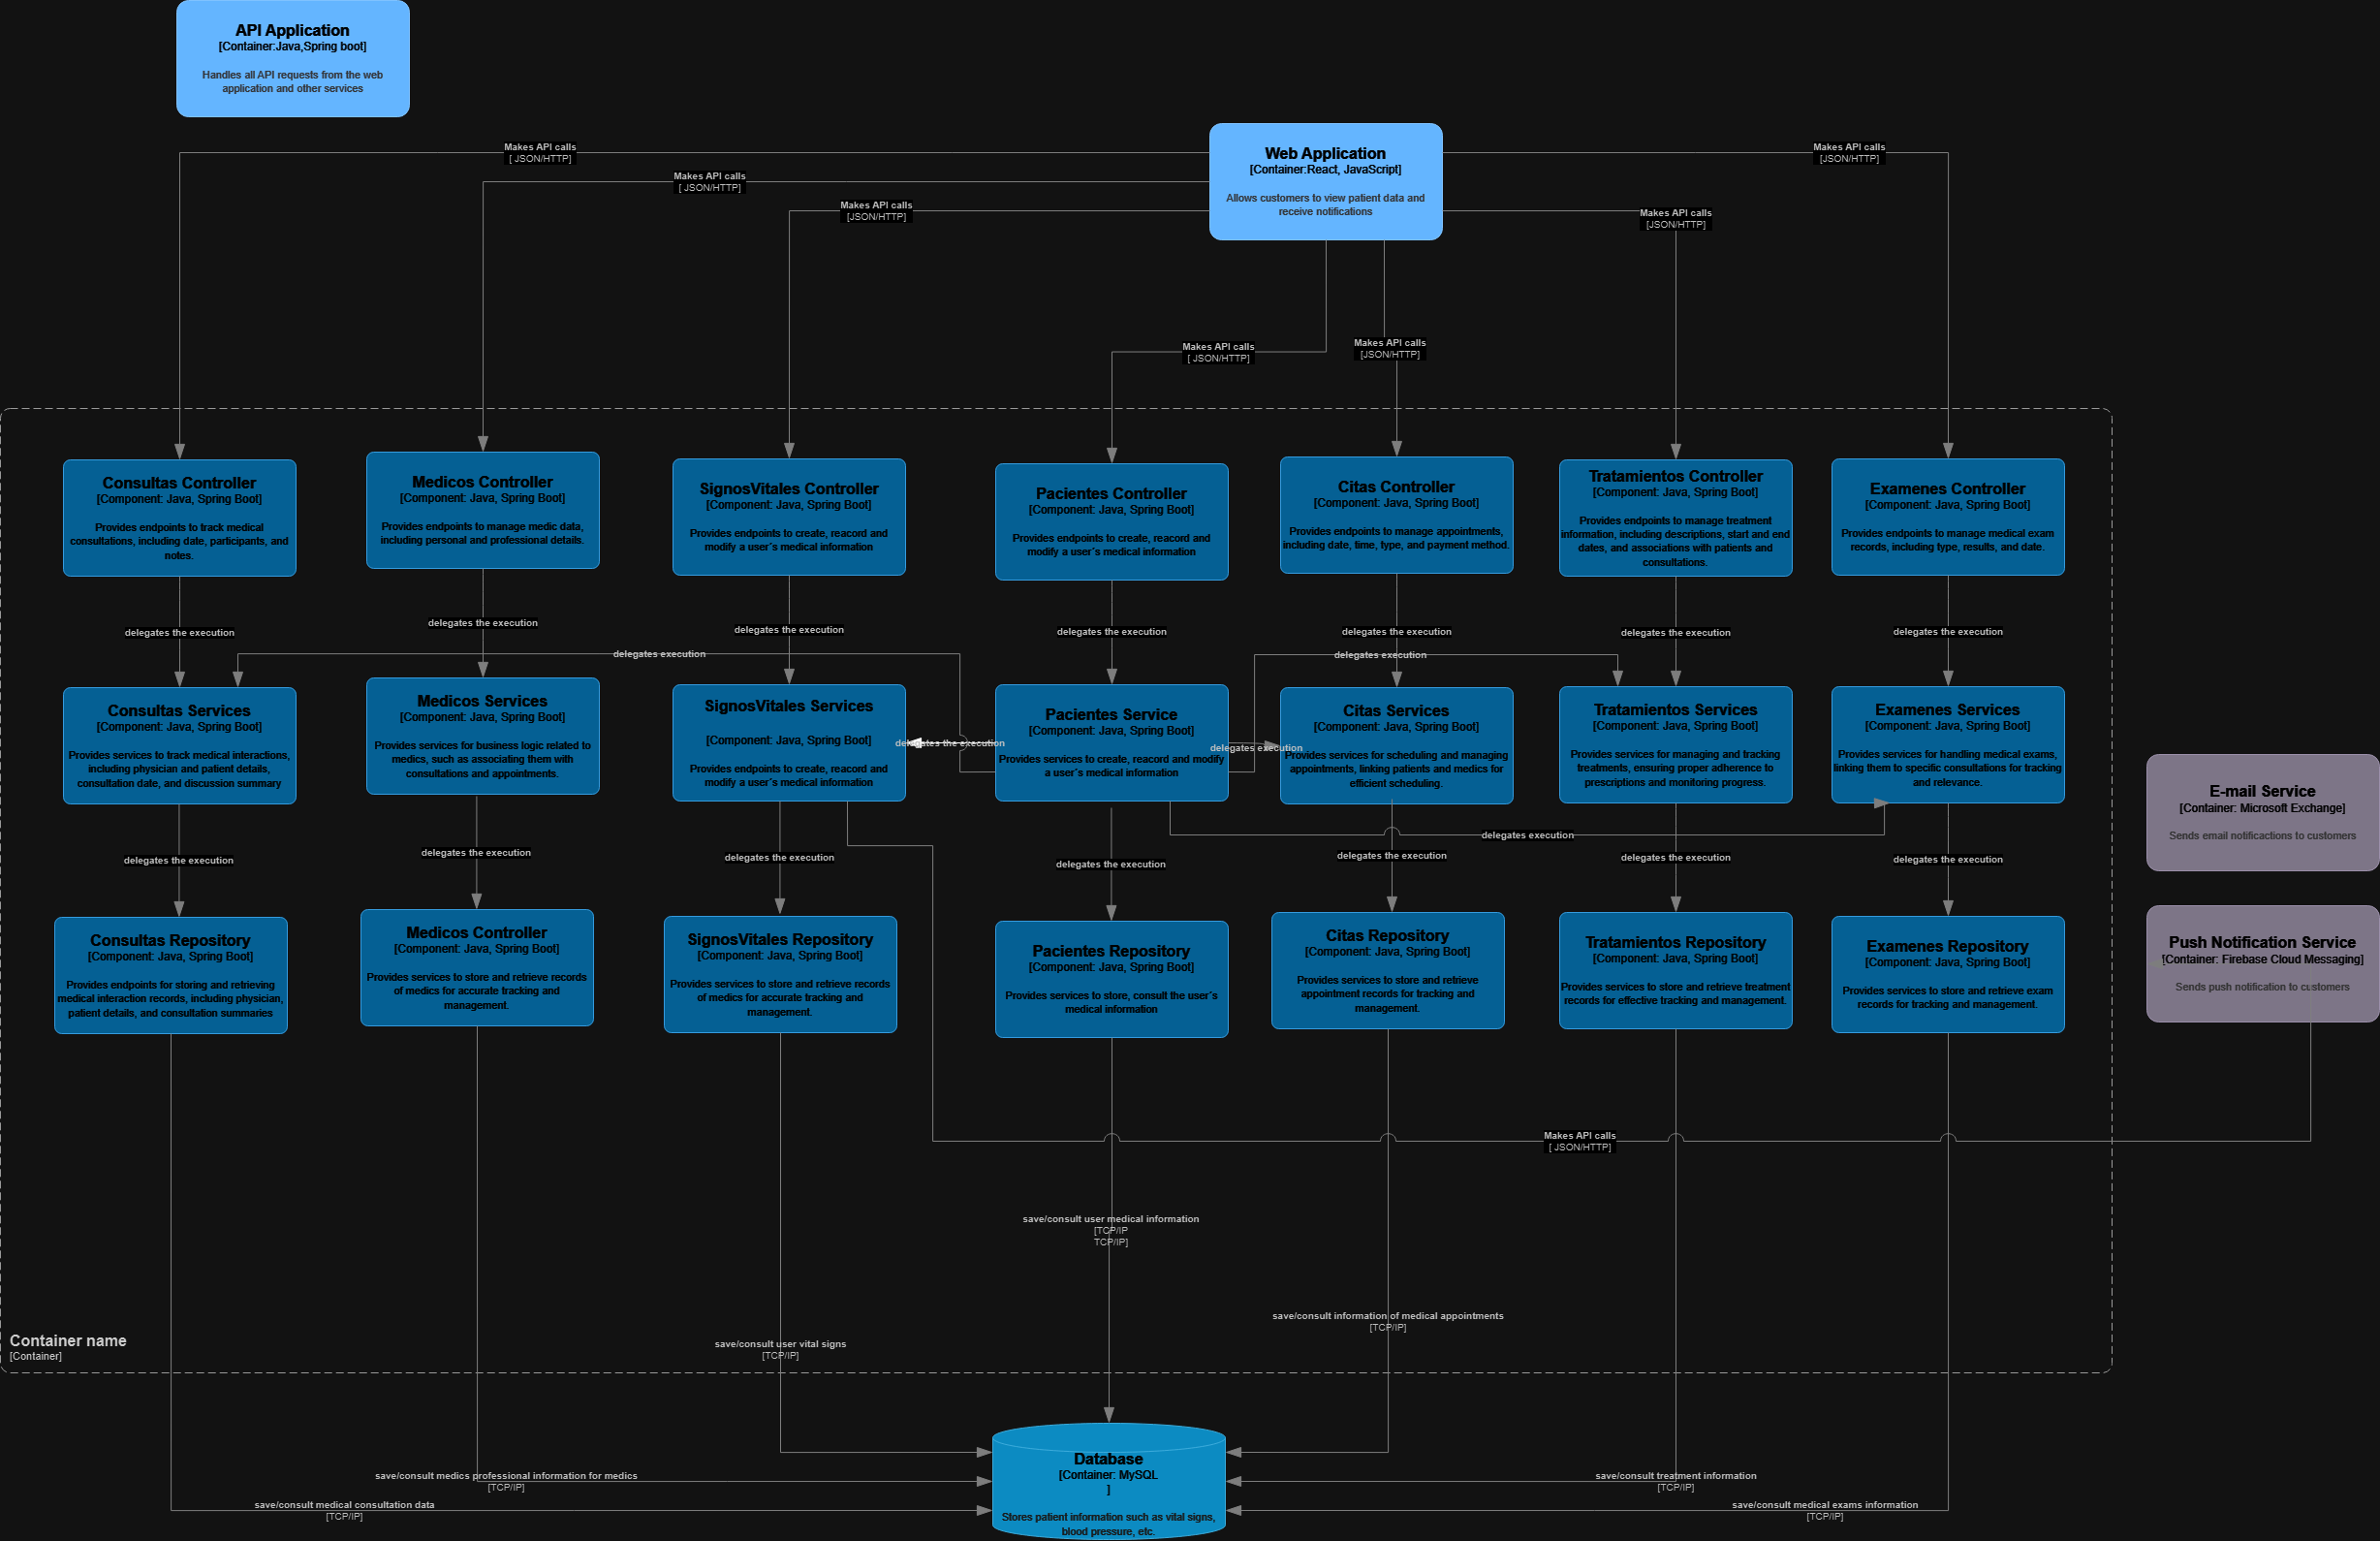 API Application
[Container:Java,Spring boot]
Handles all API requests from the web
application and other services
Web Application
[Container:React, JavaScript]
Allows customers to view patient data and
receive notifications
Makes API calls
[ JSON/HTTP]
Makes API calls
[ JSON/HTTP]
Makes API calls
[JSON/HTTP]
Makes API calls
[JSON/HTTP]
Makes API calls
[JSON/HTTP]
Makes API calls
[ JSON/HTTP]
Makes API calls
[JSON/HTTP]
Consultas Controller
[Component: Java, Spring Boot]
Provides endpoints to track medical
consultations, including date, participants, and
notes.
Medicos Controller
[Component: Java, Spring Boot]
Provides endpoints to manage medic data,
including personal and professional details.
SignosVitales Controller
[Component: Java, Spring Boot]
Provides endpoints to create, reacord and
modify a user´s medical information
Pacientes Controller
[Component: Java, Spring Boot]
Provides endpoints to create, reacord and
modify a user´s medical information
Citas Controller
[Component: Java, Spring Boot]
Provides endpoints to manage appointments,
including date, time, type, and payment method.
Tratamientos Controller
[Component: Java, Spring Boot]
Provides endpoints to manage treatment
information, including descriptions, start and end
dates, and associations with patients and
consultations.
Examenes Controller
[Component: Java, Spring Boot]
Provides endpoints to manage medical exam
records, including type, results, and date.
delegates the execution
delegates the execution
delegates the execution
delegates the execution
delegates the execution
delegates the execution
delegates the execution
delegates execution
delegates execution
Consultas Services
[Component: Java, Spring Boot]
Provides services to track medical interactions,
including physician and patient details,
consultation date, and discussion summary
Medicos Services
[Component: Java, Spring Boot]
Provides services for business logic related to
medics, such as associating them with
consultations and appointments.
SignosVitales Services
[Component: Java, Spring Boot]
Provides endpoints to create, reacord and
modify a user´s medical information
delegates the execution
Pacientes Service
[Component: Java, Spring Boot]
Provides services to create, reacord and modify
a user´s medical information
delegates execution
Citas Services
[Component: Java, Spring Boot]
Provides services for scheduling and managing
appointments, linking patients and medics for
efficient scheduling.
Tratamientos Services
[Component: Java, Spring Boot]
Provides services for managing and tracking
treatments, ensuring proper adherence to
prescriptions and monitoring progress.
Examenes Services
[Component: Java, Spring Boot]
Provides services for handling medical exams,
linking them to specific consultations for tracking
and relevance.
E-mail Service
[Container: Microsoft Exchange]
Sends email notificactions to customers
delegates execution
delegates the execution
delegates the execution
delegates the execution
delegates the execution
delegates the execution
delegates the execution
delegates the execution
Consultas Repository
[Component: Java, Spring Boot]
Provides endpoints for storing and retrieving
medical interaction records, including physician,
patient details, and consultation summaries
Medicos Controller
[Component: Java, Spring Boot]
Provides services to store and retrieve records
of medics for accurate tracking and
management.
SignosVitales Repository
[Component: Java, Spring Boot]
Provides services to store and retrieve records
of medics for accurate tracking and
management.
Pacientes Repository
[Component: Java, Spring Boot]
Provides services to store, consult the user´s
medical information
Citas Repository
[Component: Java, Spring Boot]
Provides services to store and retrieve
appointment records for tracking and
management.
Tratamientos Repository
[Component: Java, Spring Boot]
Provides services to store and retrieve treatment
records for effective tracking and management.
Examenes Repository
[Component: Java, Spring Boot]
Provides services to store and retrieve exam
records for tracking and management.
Push Notification Service
[Container: Firebase Cloud Messaging]
Sends push notification to customers
Makes API calls
[ JSON/HTTP]
save/consult user medical information
[TCP/IP
TCP/IP]
save/consult information of medical appointments
[TCP/IP]
save/consult user vital signs
[TCP/IP]
Container name
[Container]
save/consult medics professional information for medics
[TCP/IP]
save/consult medical consultation data
[TCP/IP]
Database
[Container: MySQL
]
Stores patient information such as vital signs,
blood pressure, etc.
save/consult treatment information
[TCP/IP]
save/consult medical exams information
[TCP/IP]